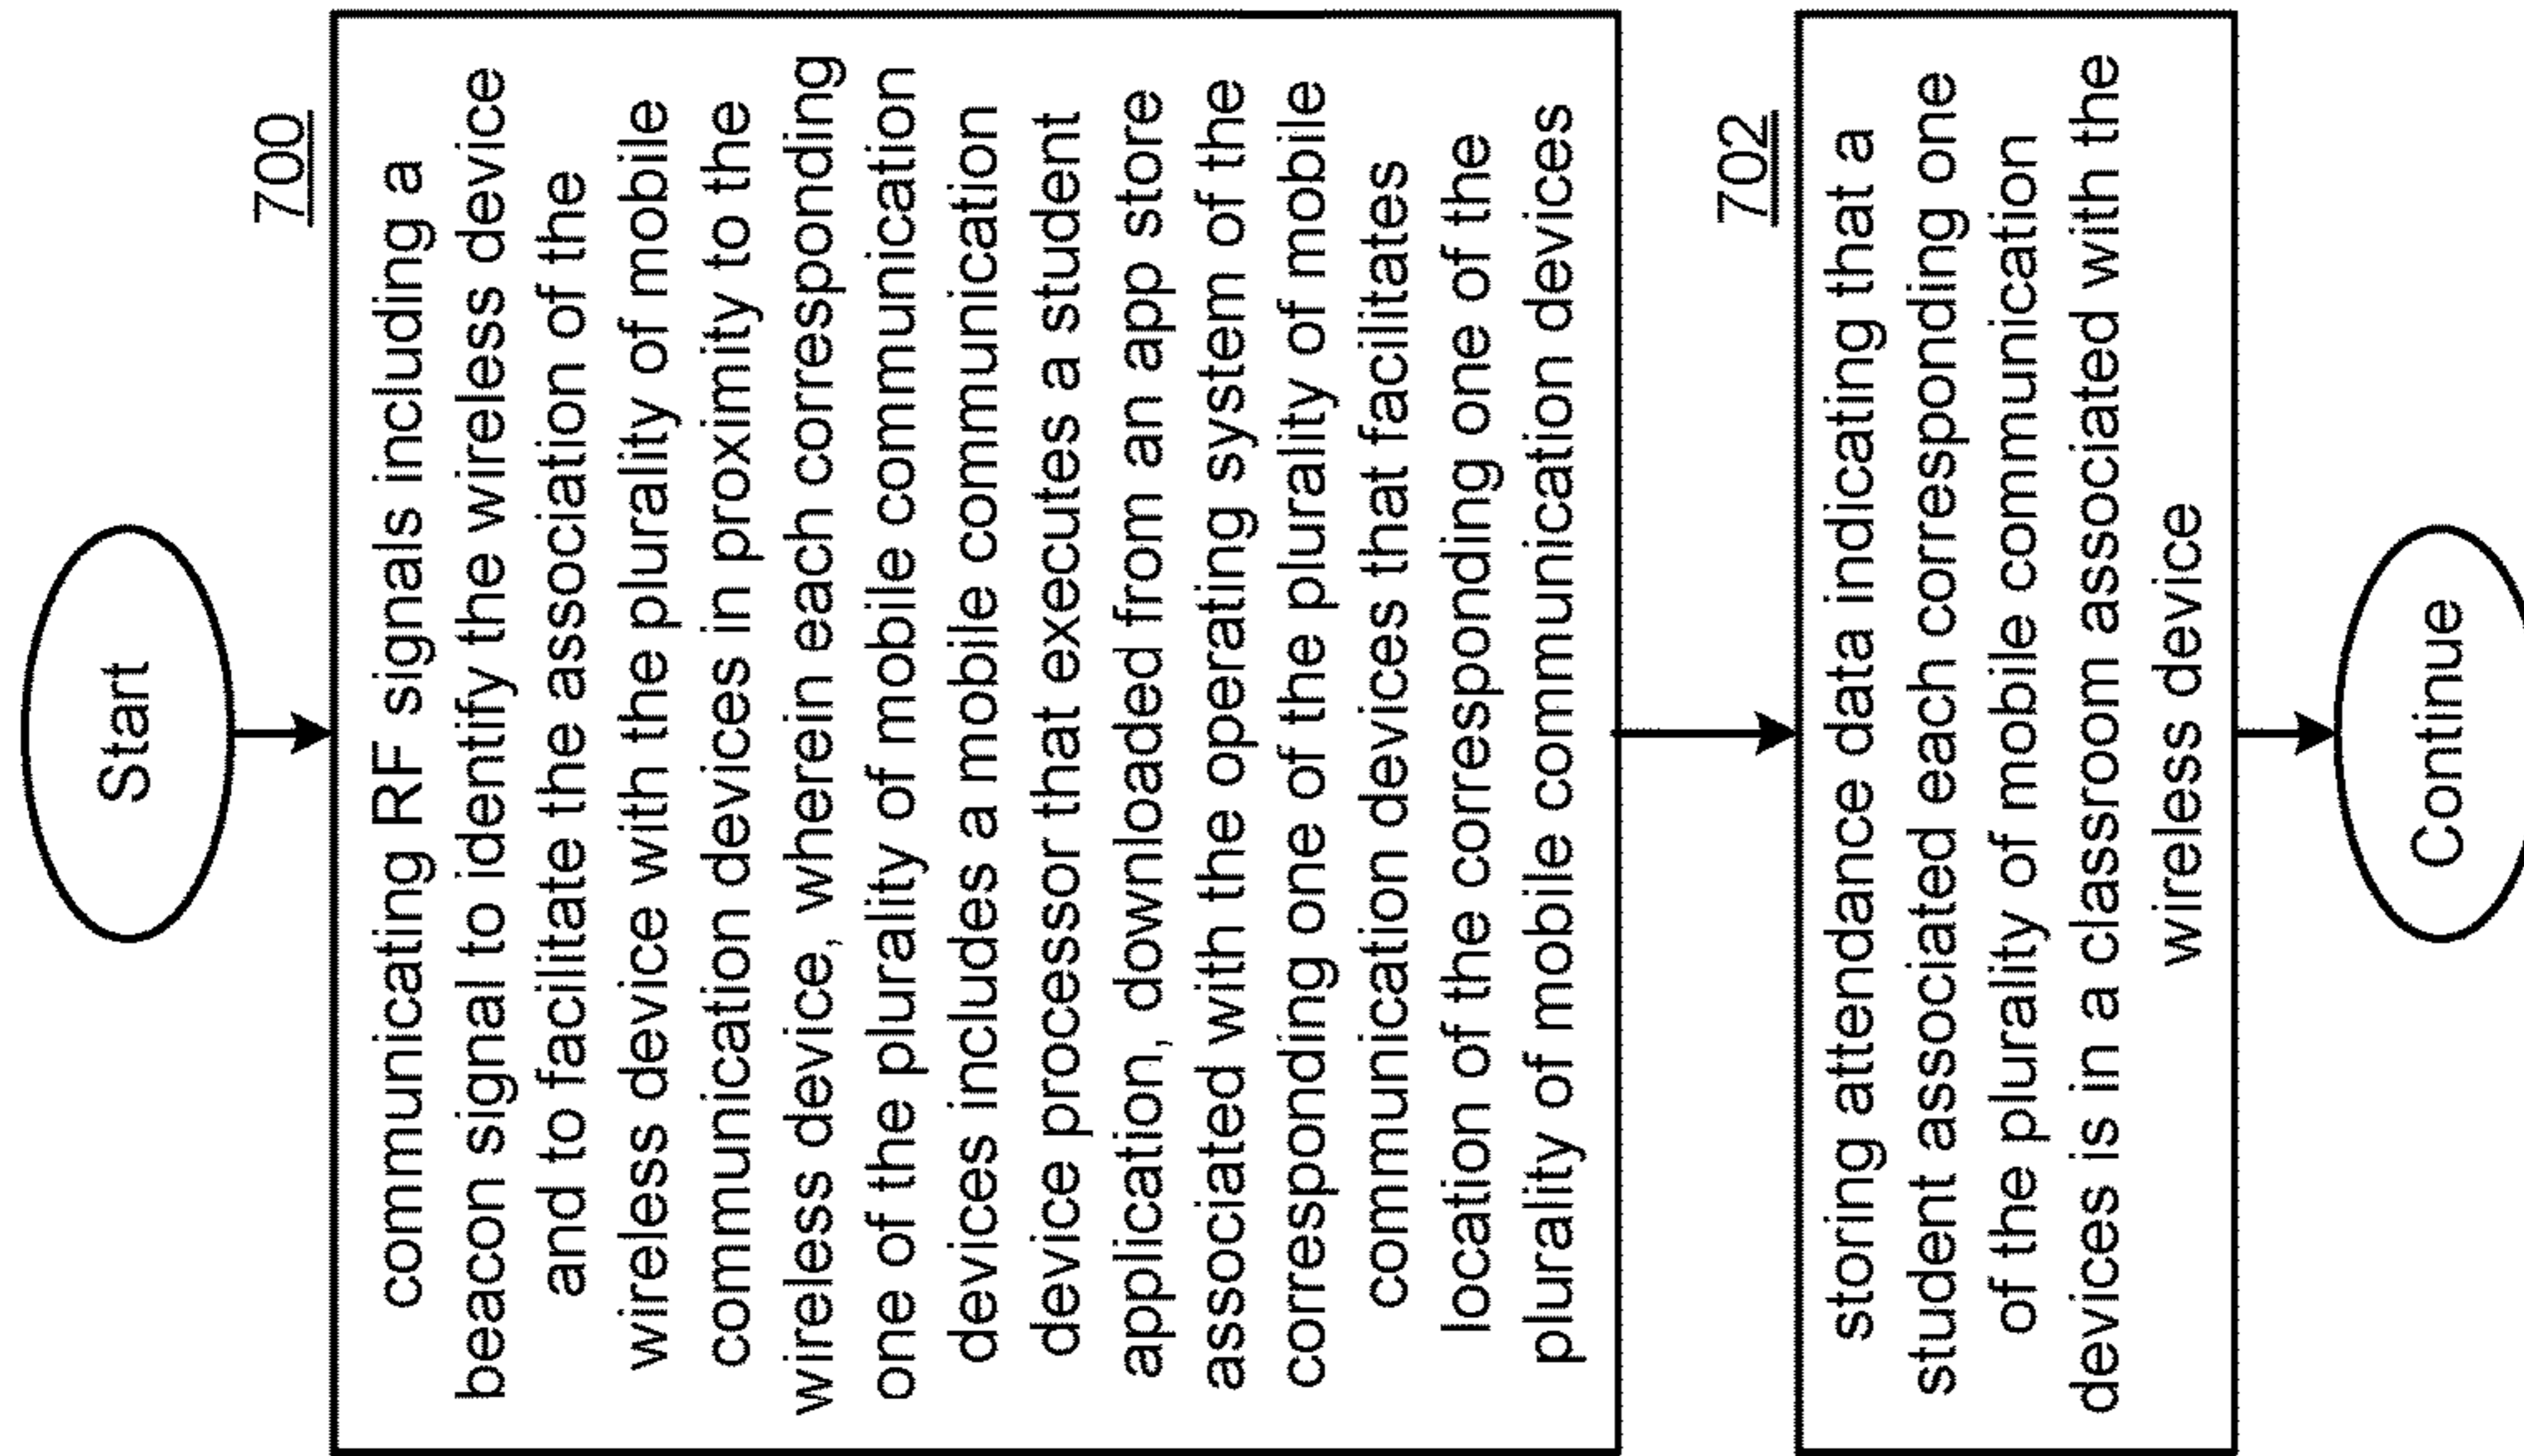 Start
700
communicating RF signals including a
beacon signal to identify the wireless device
and to facilitate the association of the
wireless device with the plurality of mobile
communication devices in proximity to the
wireless device, wherein each corresponding
one of the plurality of mobile communication
devices includes a mobile communication
device processor that executes a student
application, downloaded from an app store
associated with the operating system of the
corresponding one of the plurality of mobile
communication devices that facilitates
location of the corresponding one of the
plurality of mobile communication devices
702
storing attendance data indicating that a
student associated each corresponding one
of the plurality of mobile communication
devices is in a classroom associated with the
wireless device
Continue